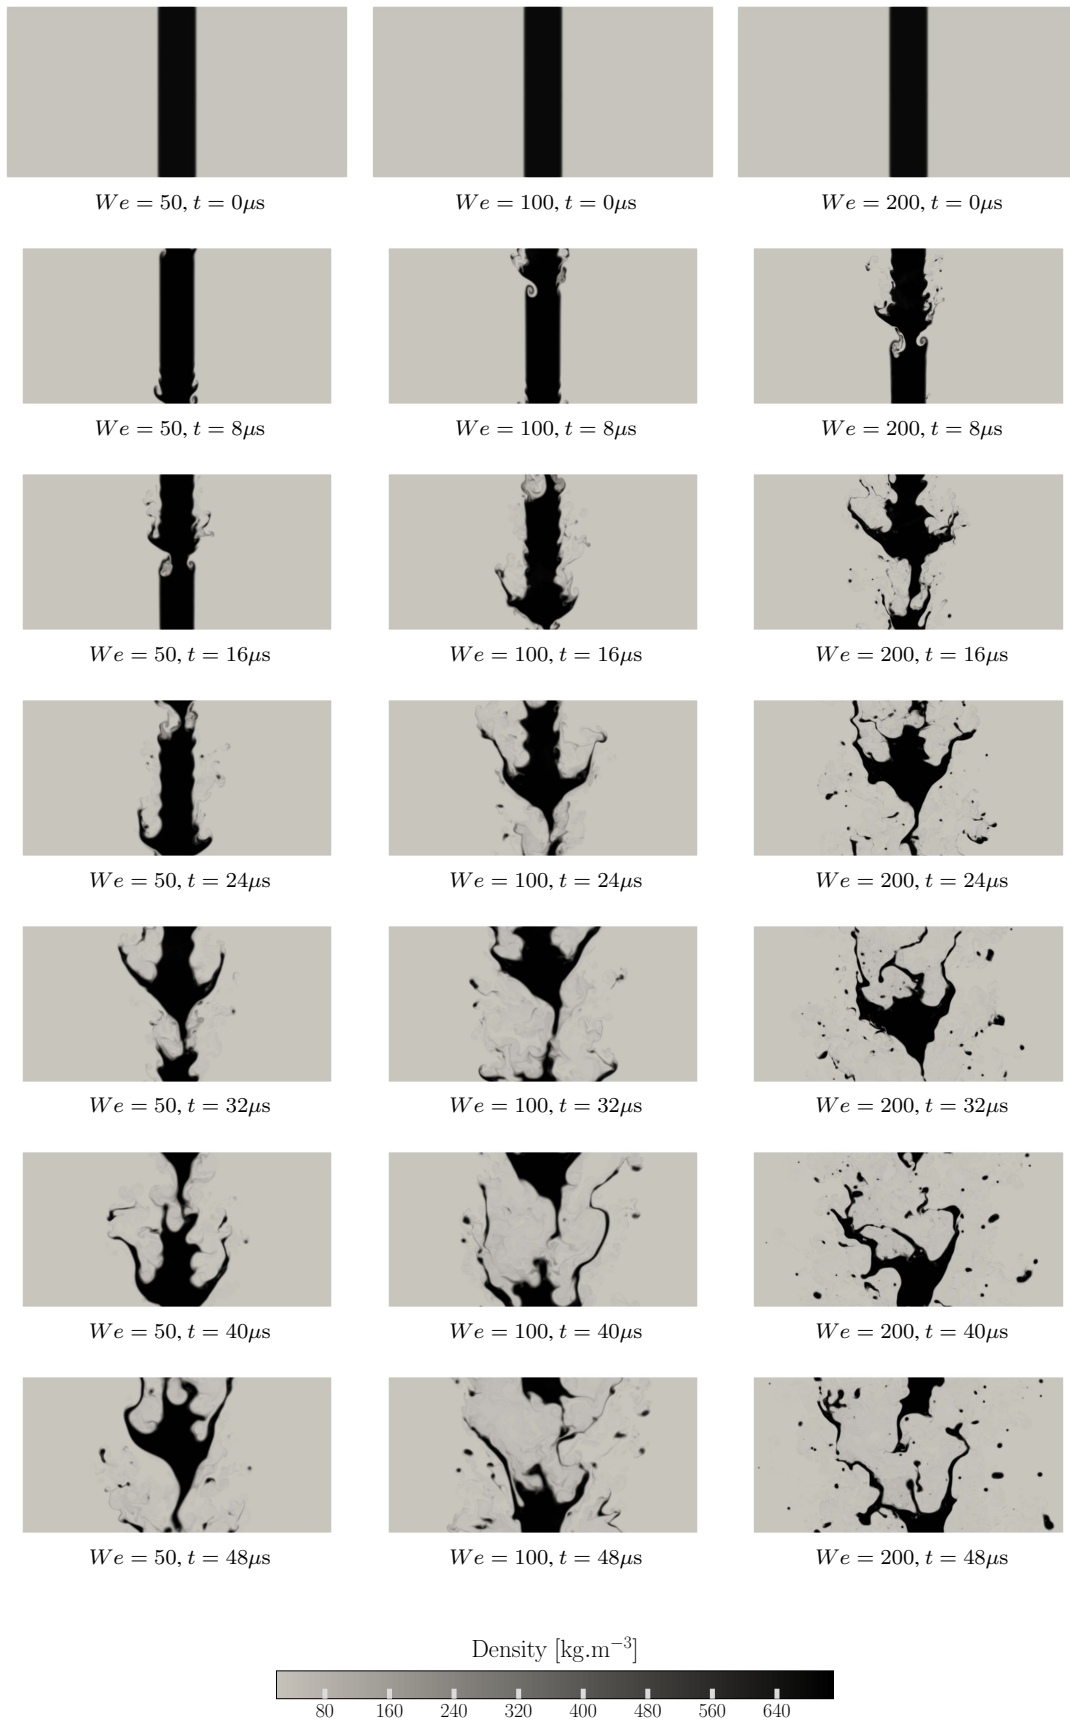 We = 50, t = 0μs
We = 100, t = 0μs
We = 200, t = 0μs
We = 50, t = 8μs
We = 100, t = 8μs
We = 200, t = 8μs
We = 50, t = 16μs
We = 100, t = 16μs
We = 200, t = 16μs
We = 50, t = 24μs
We = 100, t = 24μs
We = 200, t = 24μs
We = 50, t = 32μs
We = 100, t = 32μs
We = 200, t = 32μs
We = 50, t = 40μs
We = 100, t = 40μs
We = 200, t = 40μs
We = 50, t = 48μs
We = 100, t = 48μs
We = 200, t = 48μs
Density [kg.m⁻³]
80 160 240 320 400 480 560 640